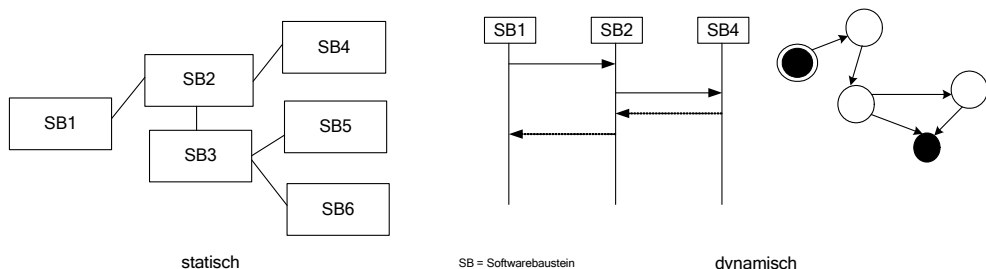 SB1
SB2
SB3
SB4
SB5
SB6
SB1 SB2 SB4
statisch
SB = Softwarebaustein
dynamisch